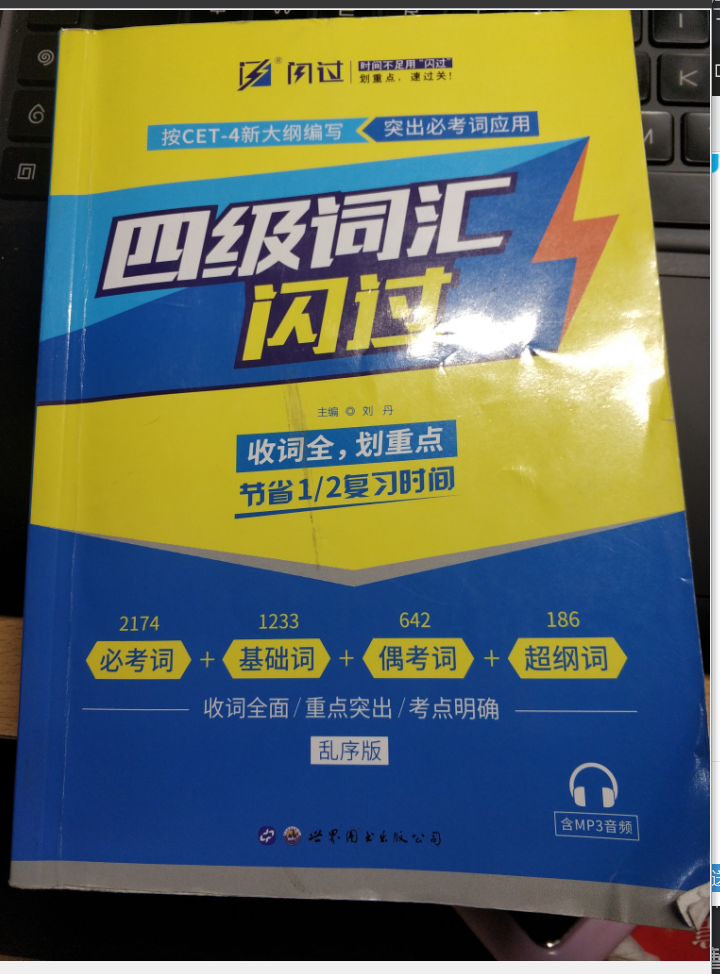 闪过®
时间不足用“闪过”
划重点，速过关！
按CET-4新大纲编写
突出必考词应用
四级词汇
闪过
主编 ◎ 刘 丹
收词全，划重点
节省1/2复习时间
2174 1233 642 186
必考词 + 基础词 + 偶考词 + 超纲词
收词全面/重点突出/考点明确
乱序版
含MP3音频
世界图书出版公司
K
M